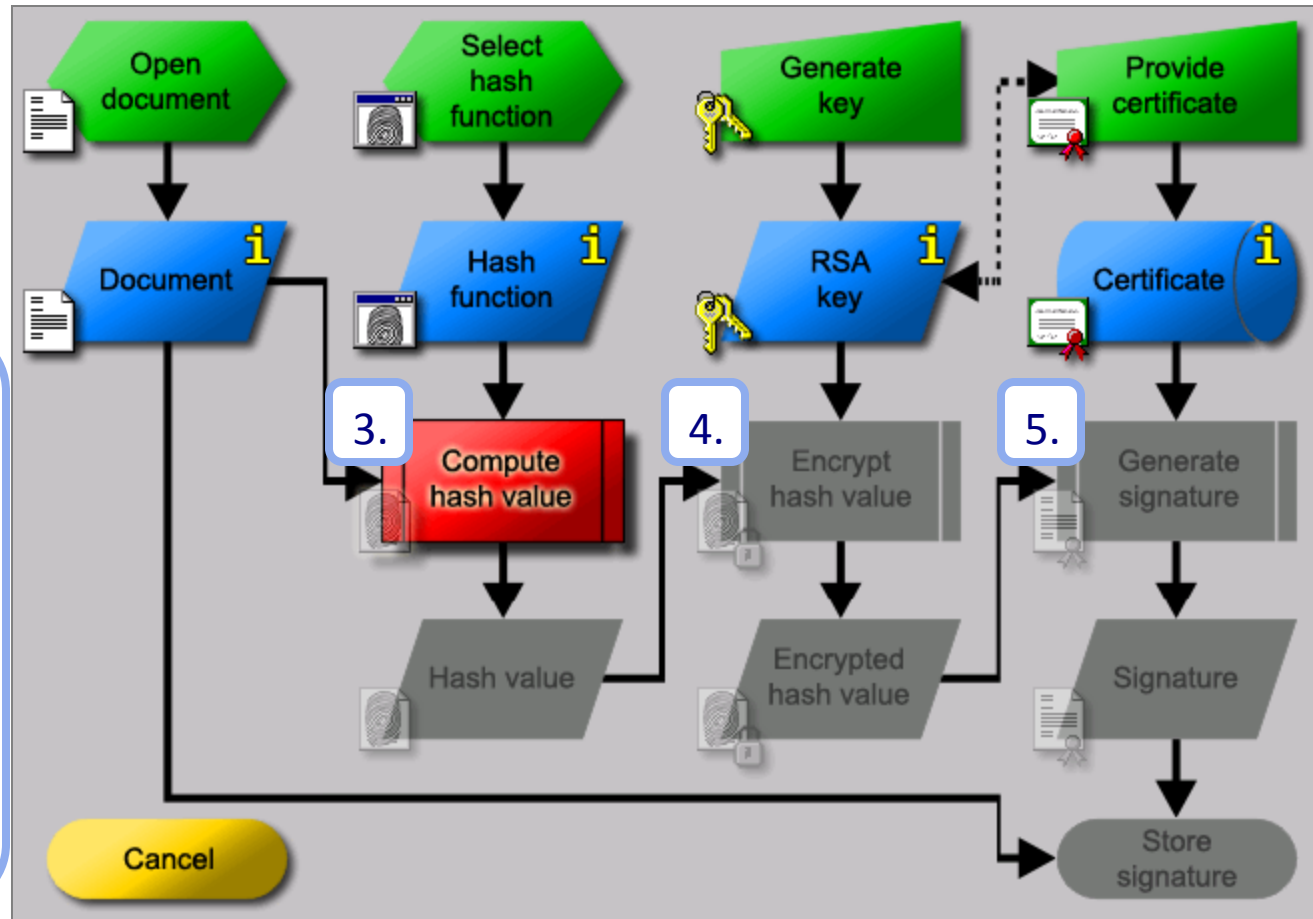 Open
document
Select
hash
function
Generate
key
Provide
certificate
Document
i
Hash
function
i
RSA
key
i
Certificate
i
3.
Compute
hash value
4.
Encrypt
hash value
5.
Generate
signature
Hash value
Encrypted
hash value
Signature
Cancel
Store
signature